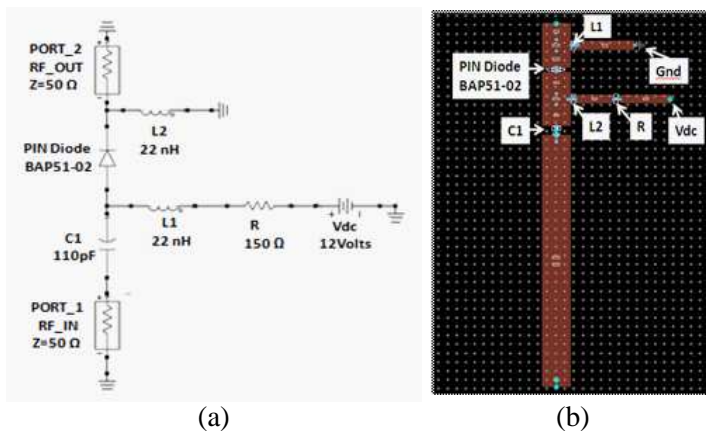 PORT_2
RF_OUT
Z=50 Ω
L2
22 nH
PIN Diode
BAP51-02
L1
22 nH
R
150 Ω
Vdc
12Volts
C1
110pF
PORT_1
RF_IN
Z=50 Ω
(a)
L1
PIN Diode
BAP51-02
Gnd
C1
L2
R
Vdc
(b)